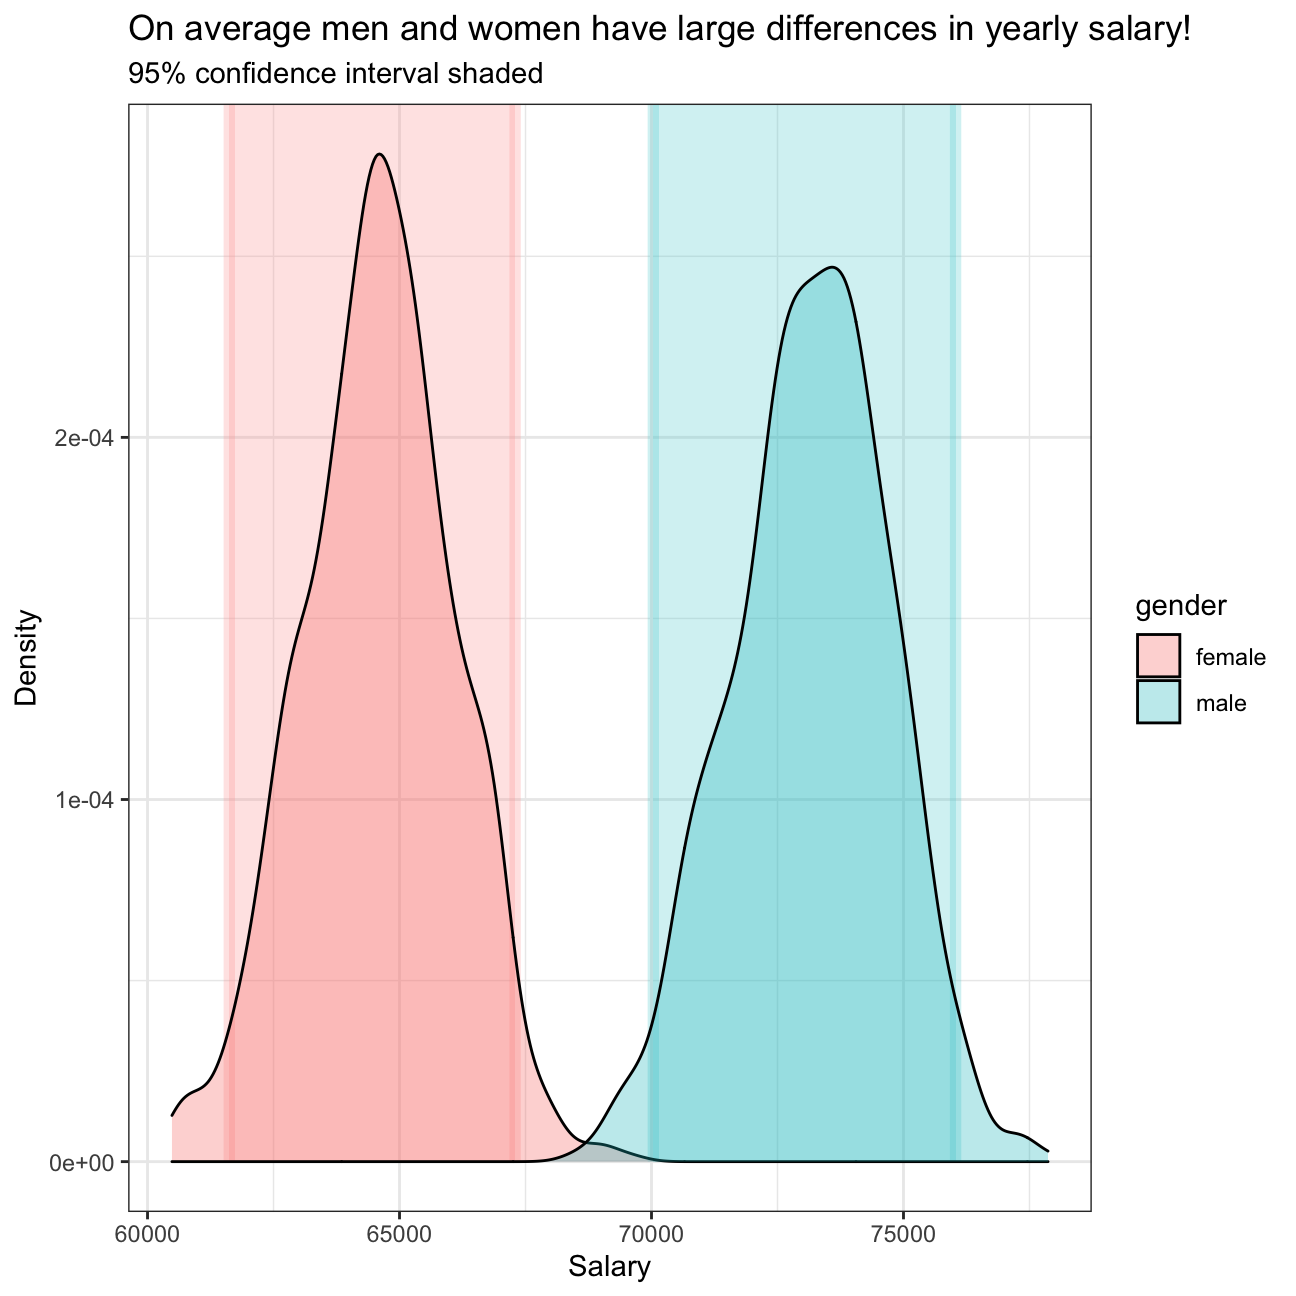 On average men and women have large differences in yearly salary!
95% confidence interval shaded
Density
2e-04
1e-04
0e+00
60000 65000 70000 75000
Salary
gender
female
male